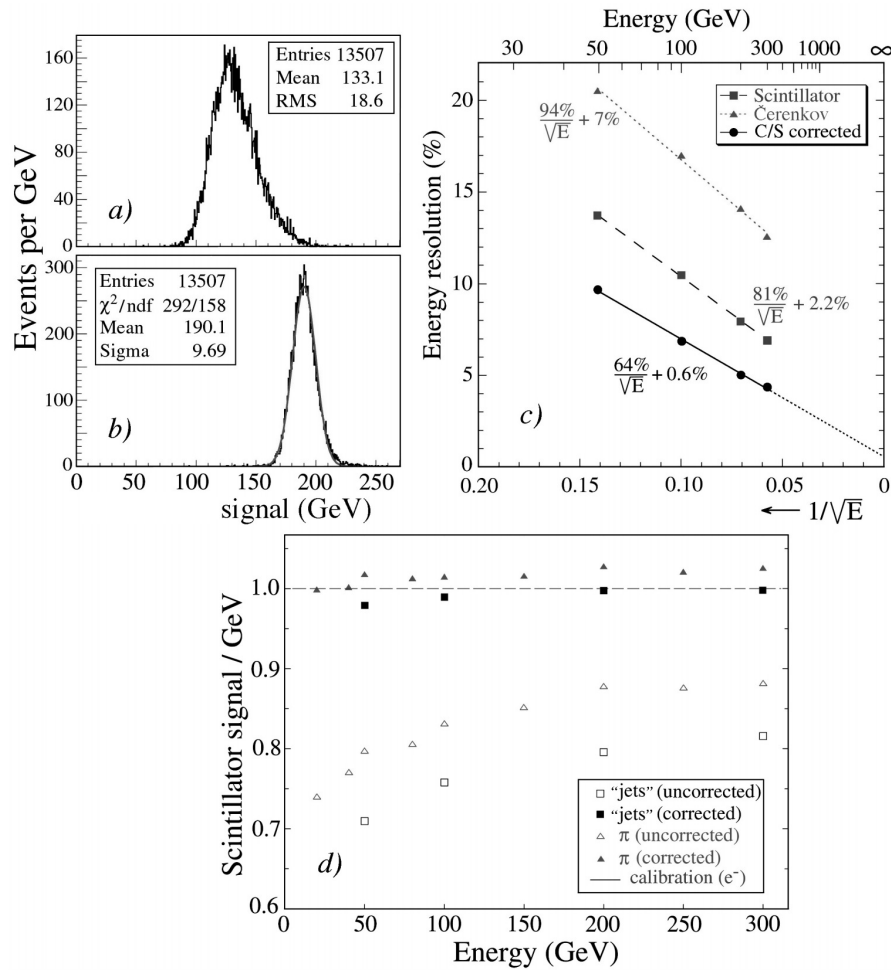 Events per GeV
160
120
80
40
0
Entries 13507
Mean 133.1
RMS 18.6
a)
300
200
100
0
Entries 13507
χ²/ndf 292/158
Mean 190.1
Sigma 9.69
b)
0 50 100 150 200 250
signal (GeV)
Energy (GeV)
30 50 100 300 1000 ∞
Energy resolution (%)
20
15
10
5
0
Scintillator
Čerenkov
C/S corrected
94%/√E + 7%
81%/√E + 2.2%
64%/√E + 0.6%
c)
0.20 0.15 0.10 0.05 0
← 1/√E
Scintillator signal / GeV
1.0
0.9
0.8
0.7
0.6
"jets" (uncorrected)
"jets" (corrected)
π (uncorrected)
π (corrected)
calibration (e⁻)
d)
0 50 100 150 200 250 300
Energy (GeV)